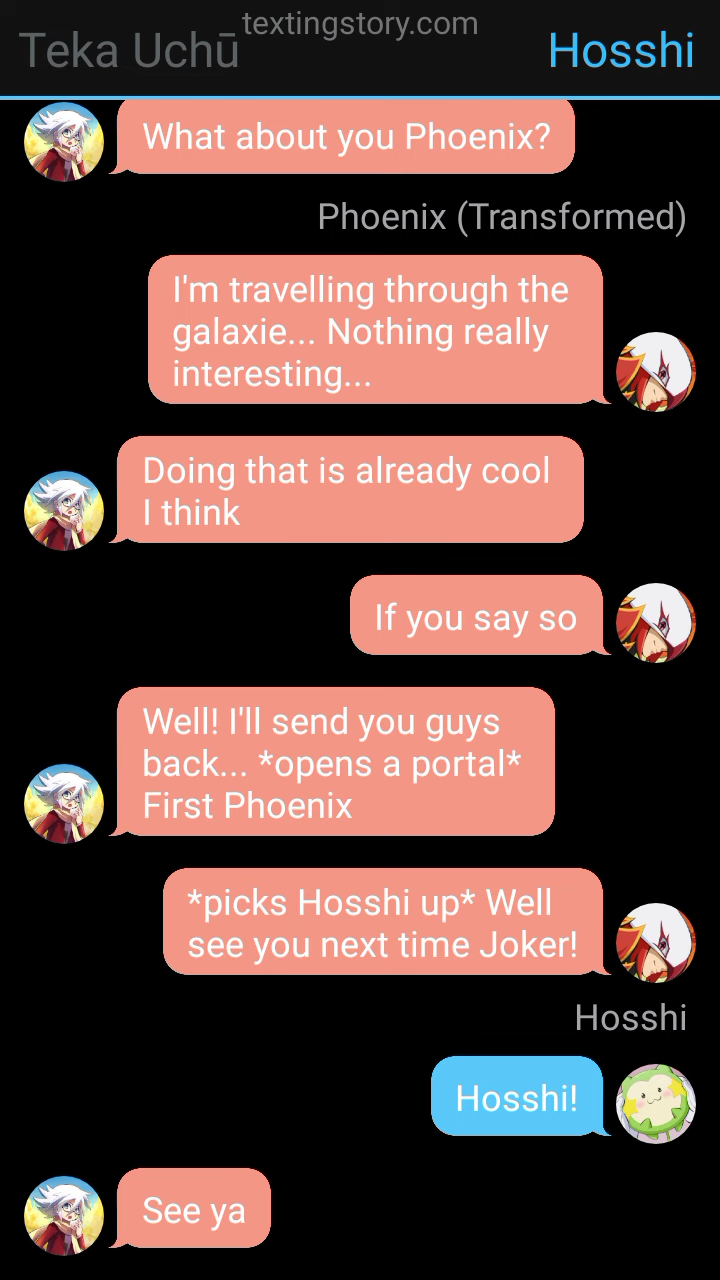 textingstory.com
Teka Uchū
Hosshi
What about you Phoenix?
Phoenix (Transformed)
I'm travelling through the
galaxie... Nothing really
interesting...
Doing that is already cool
I think
If you say so
Well! I'll send you guys
back... *opens a portal*
First Phoenix
*picks Hosshi up* Well
see you next time Joker!
Hosshi
Hosshi!
See ya